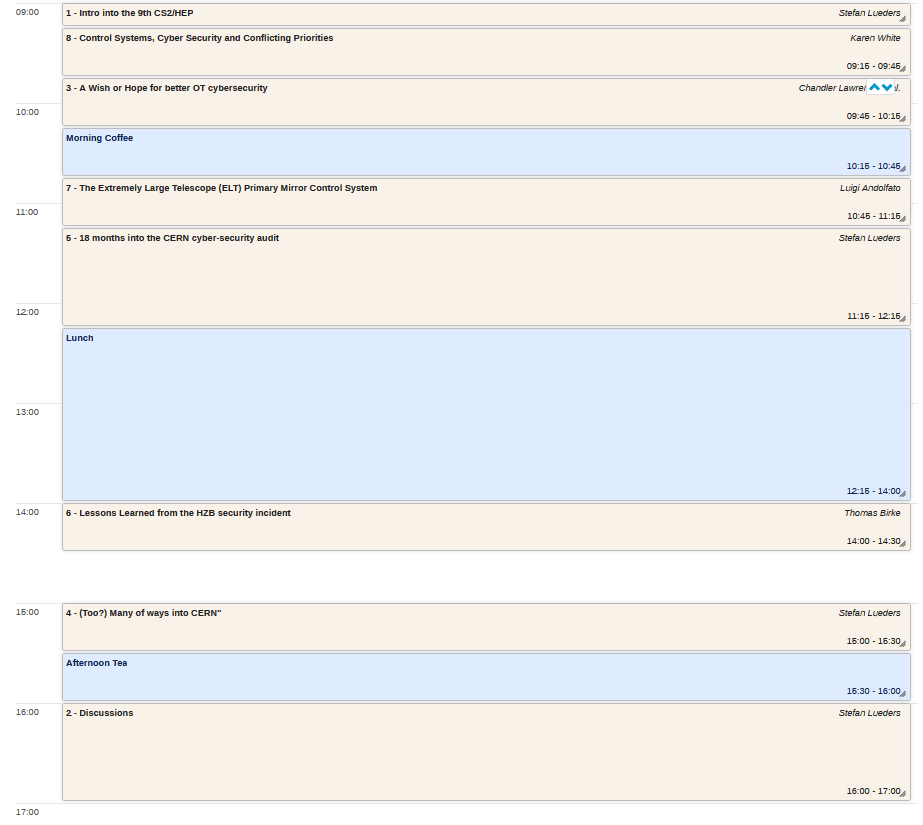 09:00
1 - Intro into the 9th CS2/HEP Stefan Lueders
8 - Control Systems, Cyber Security and Conflicting Priorities Karen White
09:15 - 09:45
3 - A Wish or Hope for better OT cybersecurity Chandler
10:00
09:45 - 10:15
Morning Coffee
10:15 - 10:45
7 - The Extremely Large Telescope (ELT) Primary Mirror Control System Luigi Andolfato
11:00
10:45 - 11:15
5 - 18 months into the CERN cyber-security audit Stefan Lueders
12:00
11:15 - 12:15
Lunch
13:00
12:15 - 14:00
14:00
6 - Lessons Learned from the HZB security incident Thomas Birke
14:00 - 14:30
15:00
4 - (Too?) Many of ways into CERN" Stefan Lueders
15:00 - 15:30
Afternoon Tea
15:30 - 16:00
16:00
2 - Discussions Stefan Lueders
16:00 - 17:00
17:00